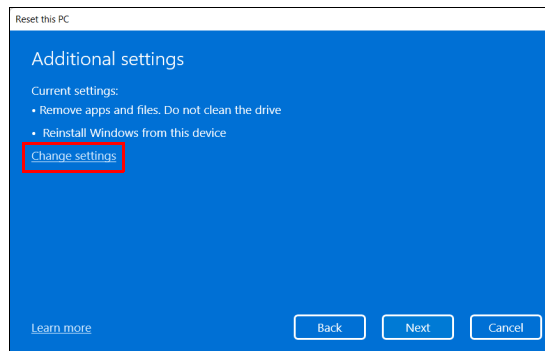 Reset this PC
Additional settings
Current settings:
• Remove apps and files. Do not clean the drive
• Reinstall Windows from this device
Change settings
Learn more
Back
Next
Cancel